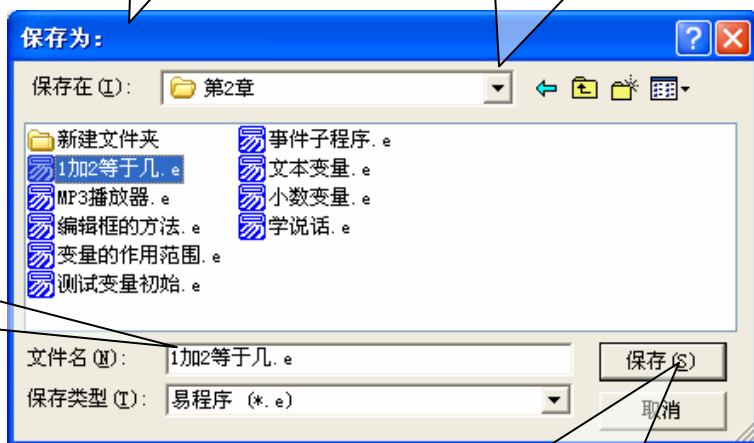 保存为:
保存在(I): 第2章
新建文件夹
1加2等于几.e
MP3播放器.e
编辑框的方法.e
变量的作用范围.e
测试变量初始.e
事件子程序.e
文本变量.e
小数变量.e
学说话.e
文件名(N): 1加2等于几.e
保存(S)
保存类型(T): 易程序 (*.e)
取消